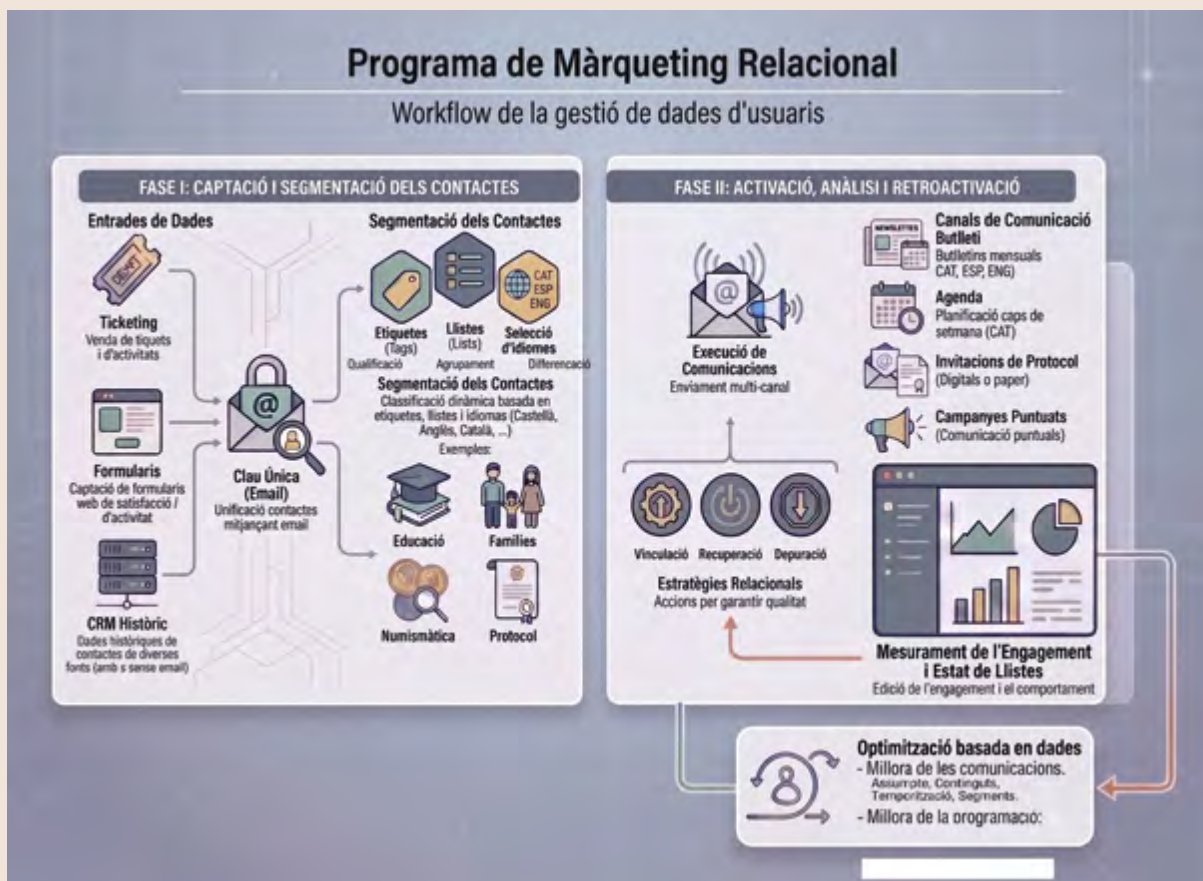 Programa de Màrqueting Relacional
Workflow de la gestió de dades d'usuaris
FASE I: CAPTACIÓ I SEGMENTACIÓ DELS CONTACTES
Entrades de Dades
Ticketing
Venda de tiquets
i d'activitats
Formularis
Captació de formularis
web de satisfacció /
d'activitat
CRM Històric
Dades històriques de
contactes de diverses
fonts (amb s sense email)
@
Clau Única
(Email)
Unificació contactes
mitjançant email
Segmentació dels Contactes
CAT
ESP
ENG
Etiquetes
(Tags)
Qualificació
Llistes
(Lists)
Agrupament
Selecció
d'idiomes
Diferenciació
Segmentació dels Contactes
Classificació dinàmica basada en
etiquetes, llistes i idiomas (Castellà,
Anglès, Català, ...)
Exemples:
Educació
Famílies
Numismàtica
Protocol
FASE II: ACTIVACIÓ, ANÀLISI I RETROACTIVACIÓ
@
Execució de
Comunicacions
Enviament multi-canal
Vinculació
Recuperació
Depuració
Estratègies Relacionals
Accions per garantir qualitat
Canals de Comunicació
Butlletí
Butlletins mensuals
CAT, ESP, ENG)
Agenda
Planificació caps de
setmana (CAT)
@
Invitacions de Protocol
(Digitals o paper)
Campanyes Puntuats
(Comunicació puntuals)
Mesurament de l'Engagement
i Estat de Llistes
Edició de l'engagement i el comportament
Optimització basada en dades
- Millora de les comunicacions.
Assumpte, Continguts,
Temporització, Segments.
- Millora de la programació: